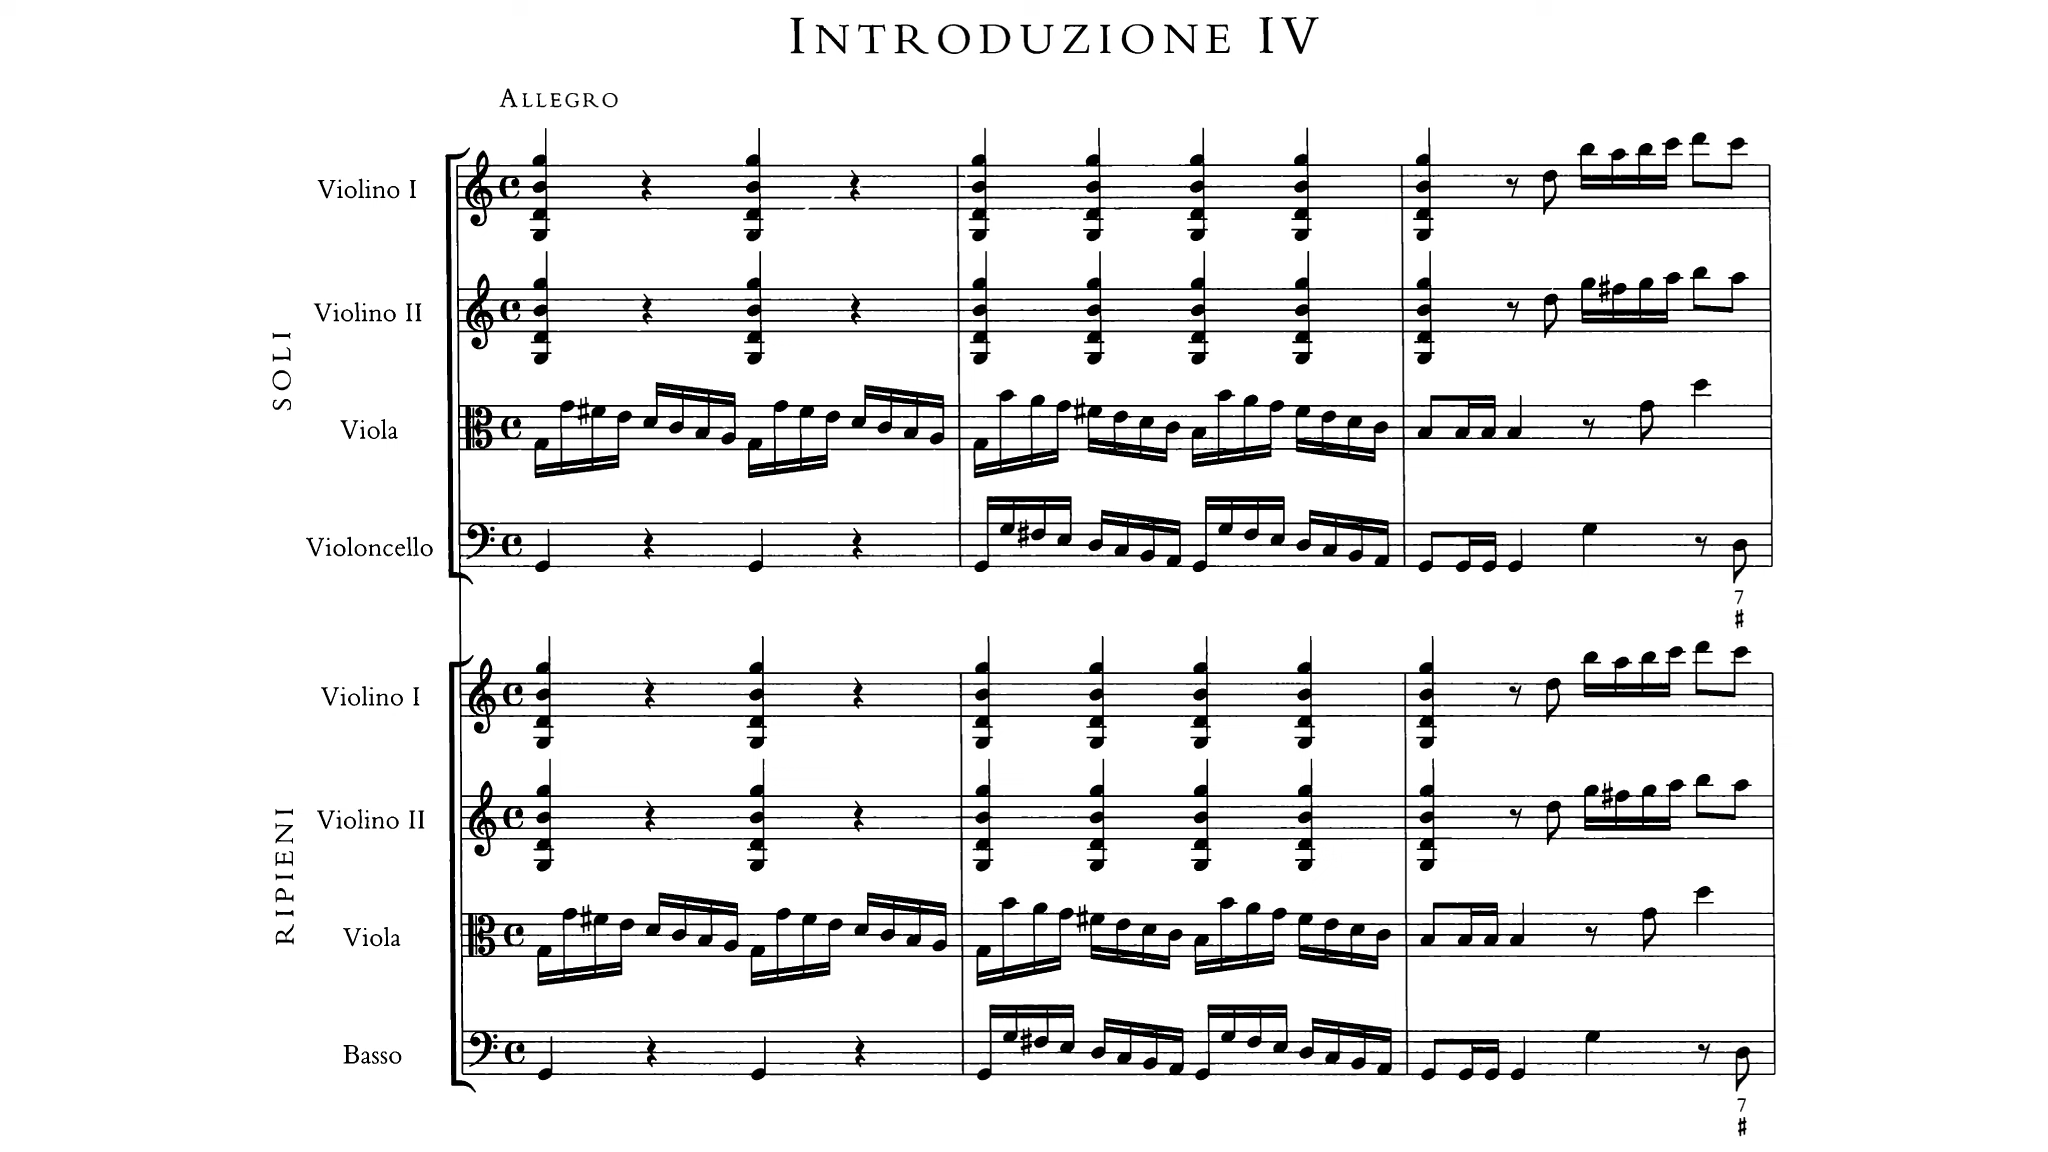 INTRODUZIONE IV
ALLEGRO
SOLI
Violino I
Violino II
Viola
Violoncello
7
#
RIPIENI
Violino I
Violino II
Viola
Basso
7
#